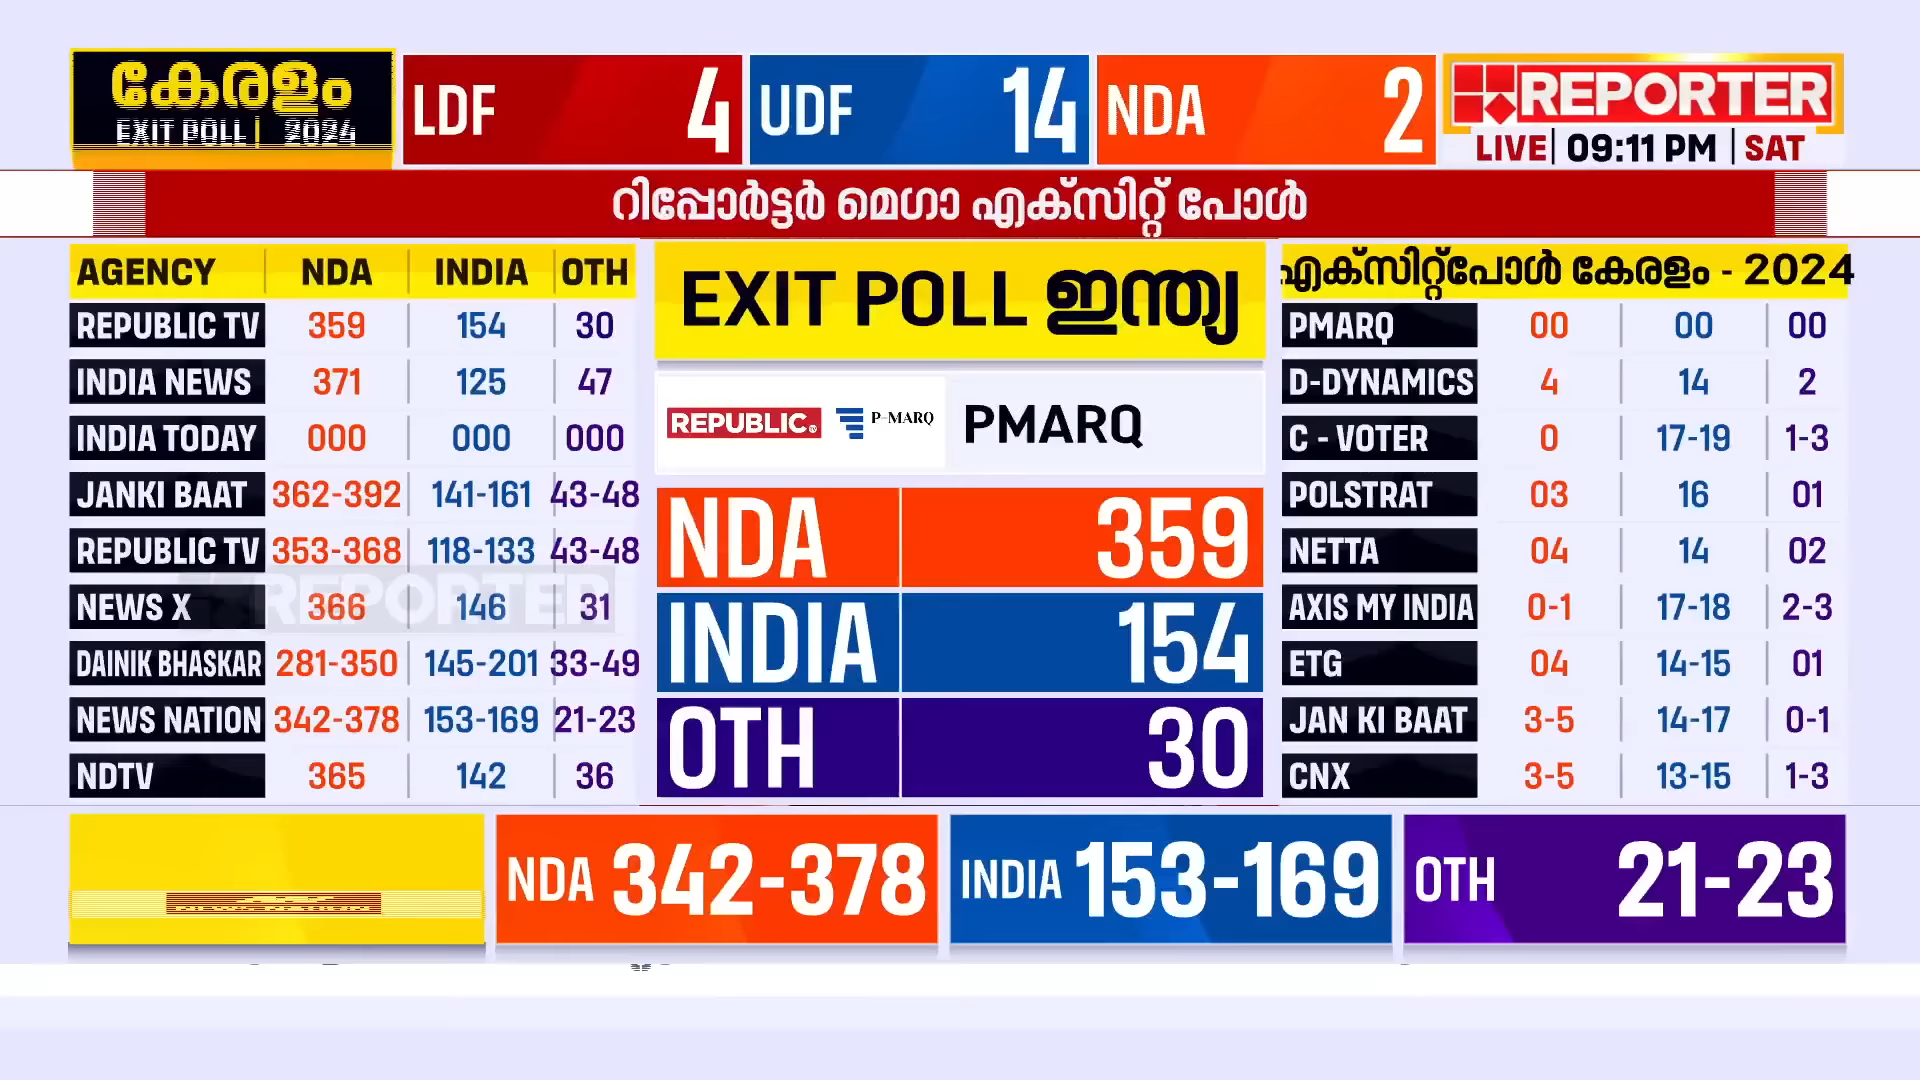 കേരളം
EXIT POLL | 2024
LDF 4
UDF 14
NDA 2
REPORTER
LIVE | 09:11 PM | SAT
റിപ്പോർട്ടർ മെഗാ എക്സിറ്റ് പോൾ
AGENCY NDA INDIA OTH
REPUBLIC TV 359 154 30
INDIA NEWS 371 125 47
INDIA TODAY 000 000 000
JANKI BAAT 362-392 141-161 43-48
REPUBLIC TV 353-368 118-133 43-48
NEWS X 366 146 31
DAINIK BHASKAR 281-350 145-201 33-49
NEWS NATION 342-378 153-169 21-23
NDTV 365 142 36
REPORTER
EXIT POLL ഇന്ത്യ
REPUBLIC. TV P-MARQ PMARQ
NDA 359
INDIA 154
OTH 30
എക്സിറ്റ്പോൾ കേരളം - 2024
PMARQ 00 00 00
D-DYNAMICS 4 14 2
C - VOTER 0 17-19 1-3
POLSTRAT 03 16 01
NETTA 04 14 02
AXIS MY INDIA 0-1 17-18 2-3
ETG 04 14-15 01
JAN KI BAAT 3-5 14-17 0-1
CNX 3-5 13-15 1-3
NDA 342-378
INDIA 153-169
OTH 21-23